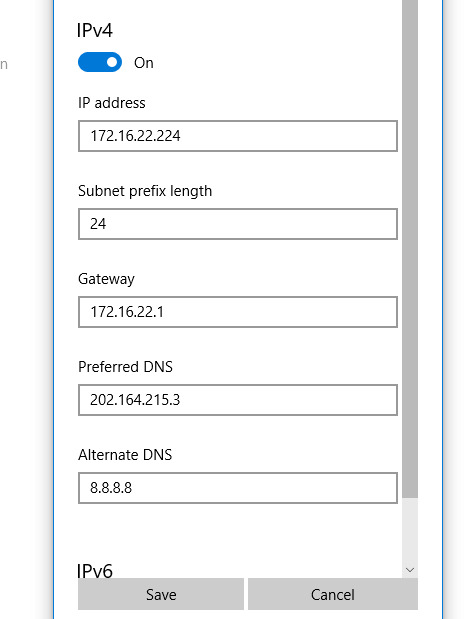 IPv4
On
n
IP address
172.16.22.224
Subnet prefix length
24
Gateway
172.16.22.1
Preferred DNS
202.164.215.3
Alternate DNS
8.8.8.8
IPv6
Save Cancel